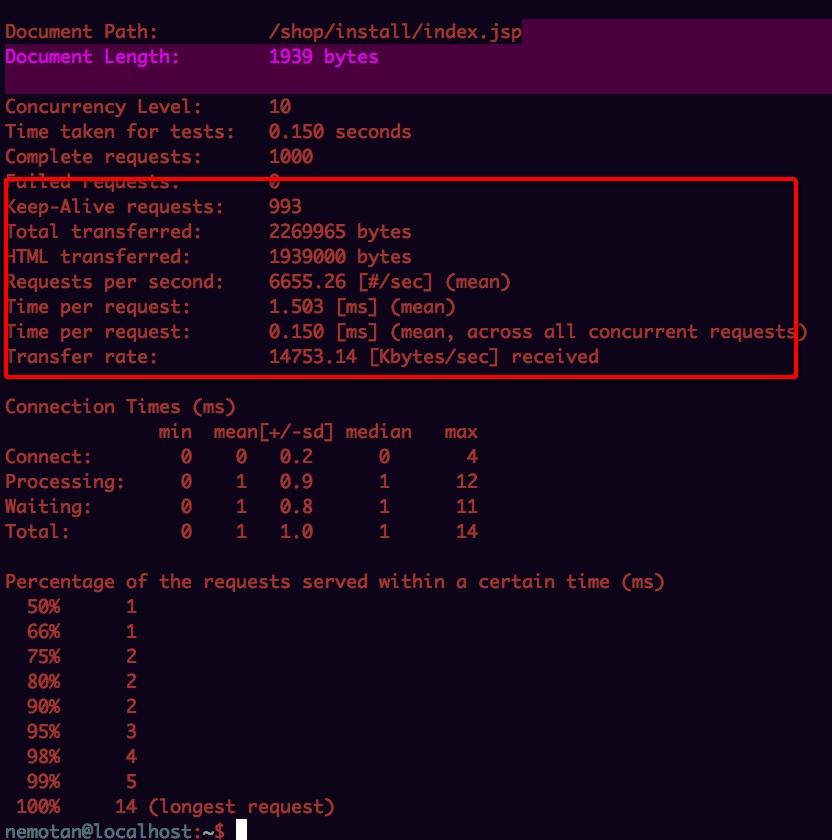 Document Path:          /shop/install/index.jsp
Document Length:        1939 bytes
Concurrency Level:      10
Time taken for tests:   0.150 seconds
Complete requests:      1000
Failed requests:        0
Keep-Alive requests:    993
Total transferred:      2269965 bytes
HTML transferred:       1939000 bytes
Requests per second:    6655.26 [#/sec] (mean)
Time per request:       1.503 [ms] (mean)
Time per request:       0.150 [ms] (mean, across all concurrent requests)
Transfer rate:          14753.14 [Kbytes/sec] received
Connection Times (ms)
              min  mean[+/-sd] median   max
Connect:        0    0   0.2      0       4
Processing:     0    1   0.9      1      12
Waiting:        0    1   0.8      1      11
Total:          0    1   1.0      1      14
Percentage of the requests served within a certain time (ms)
  50%      1
  66%      1
  75%      2
  80%      2
  90%      2
  95%      3
  98%      4
  99%      5
 100%     14 (longest request)
nemotan@localhost:~$